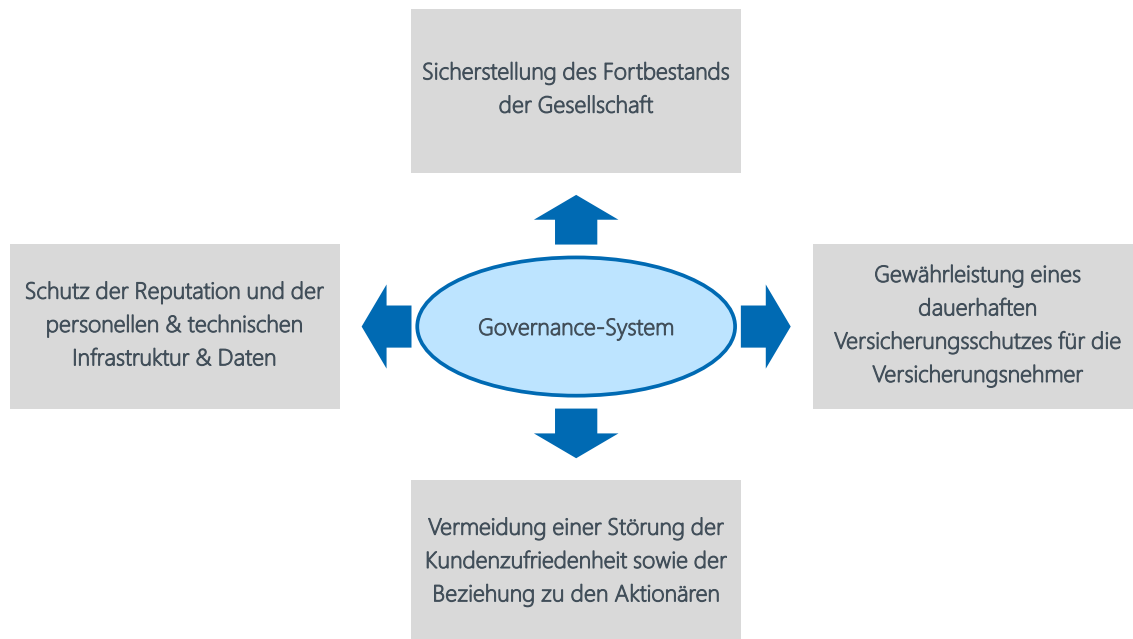 Sicherstellung des Fortbestands
der Gesellschaft
Schutz der Reputation und der
personellen & technischen
Infrastruktur & Daten
Governance-System
Gewährleistung eines
dauerhaften
Versicherungsschutzes für die
Versicherungsnehmer
Vermeidung einer Störung der
Kundenzufriedenheit sowie der
Beziehung zu den Aktionären